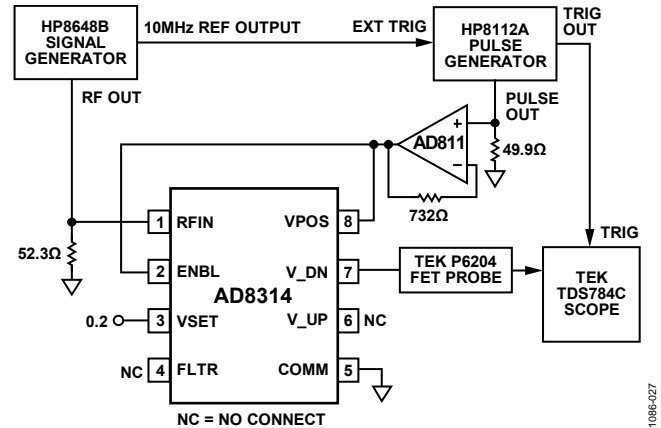 HP8648B
SIGNAL
GENERATOR
10MHz REF OUTPUT
EXT TRIG
HP8112A
PULSE
GENERATOR
TRIG
OUT
RF OUT
PULSE
OUT
+
AD811
–
49.9Ω
732Ω
52.3Ω
1 RFIN
VPOS 8
2 ENBL
V_DN 7
AD8314
0.2
3 VSET
V_UP 6 NC
NC 4 FLTR
COMM 5
TEK P6204
FET PROBE
TRIG
TEK
TDS784C
SCOPE
NC = NO CONNECT
1086-027